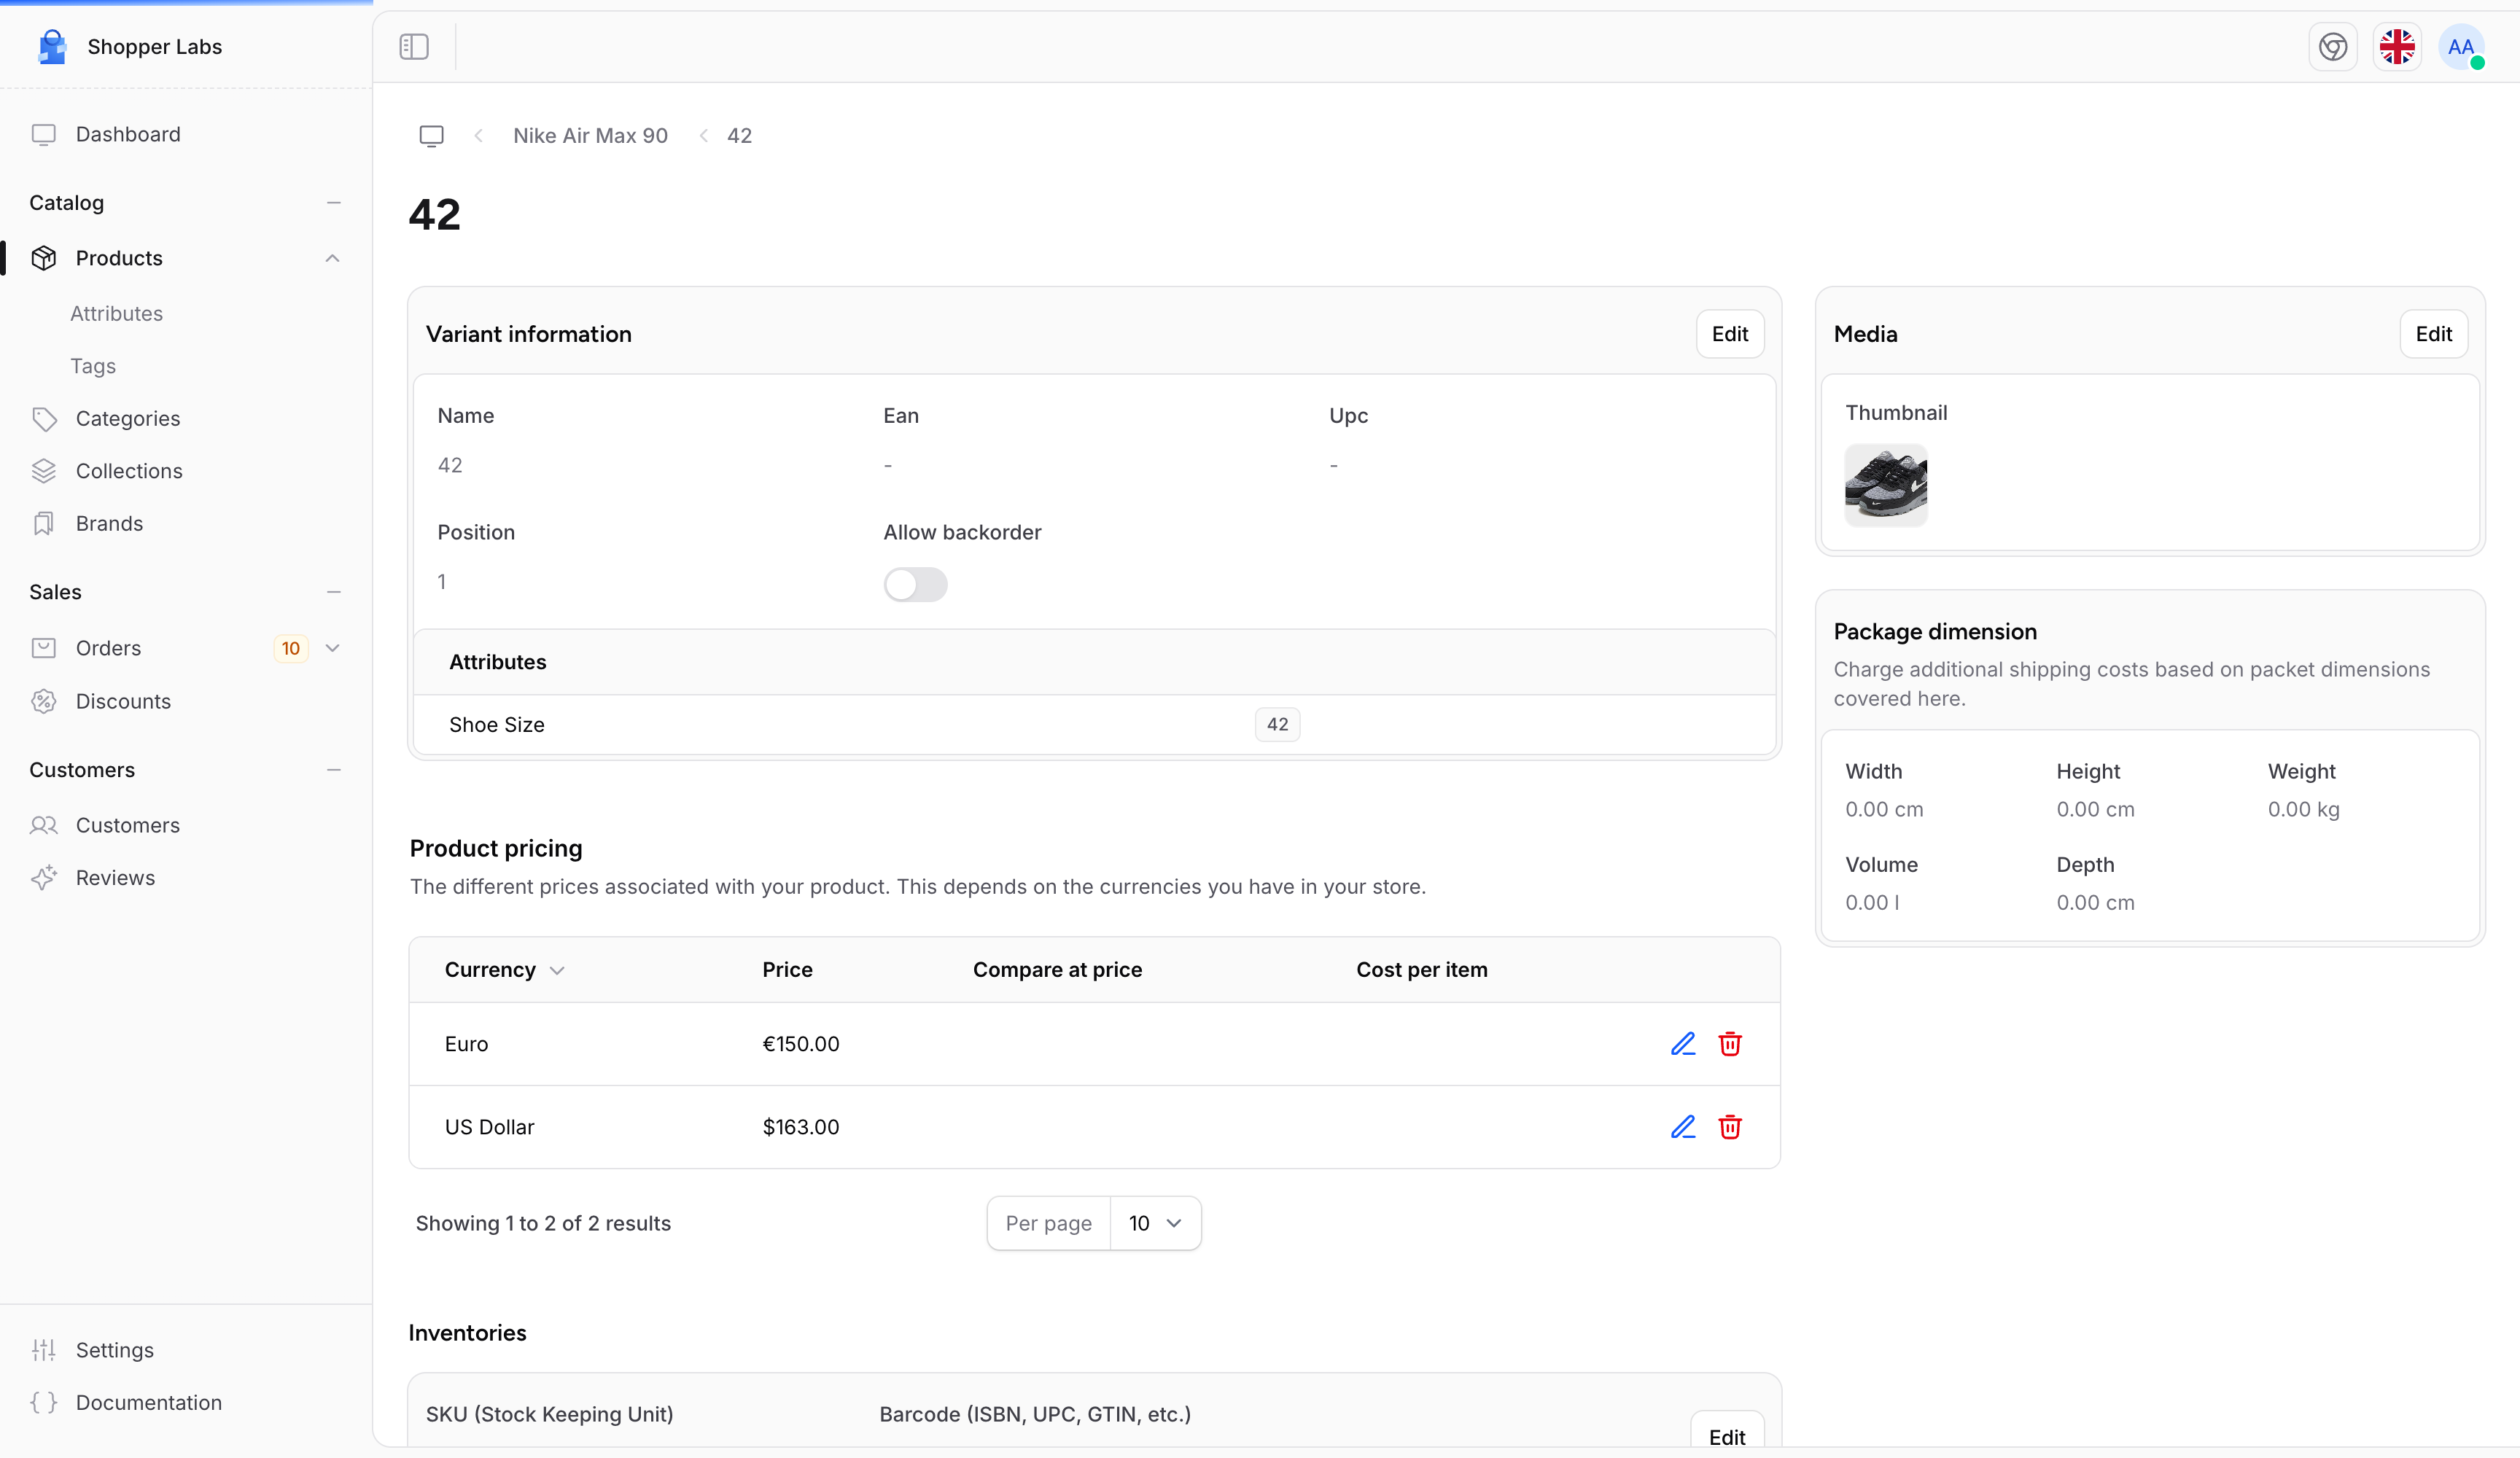 Shopper Labs
AA
Dashboard
Catalog
Products
Attributes
Tags
Categories
Collections
Brands
Sales
Orders
10
Discounts
Customers
Customers
Reviews
Settings
Documentation
Nike Air Max 90
42
42
Variant information
Edit
Name
Ean
Upc
42
-
-
Position
Allow backorder
1
Attributes
Shoe Size
42
Product pricing
The different prices associated with your product. This depends on the currencies you have in your store.
Currency
Price
Compare at price
Cost per item
Euro
€150.00
US Dollar
$163.00
Showing 1 to 2 of 2 results
Per page
10
Inventories
SKU (Stock Keeping Unit)
Barcode (ISBN, UPC, GTIN, etc.)
Edit
Media
Edit
Thumbnail
Package dimension
Charge additional shipping costs based on packet dimensions
covered here.
Width
Height
Weight
0.00 cm
0.00 cm
0.00 kg
Volume
Depth
0.00 l
0.00 cm